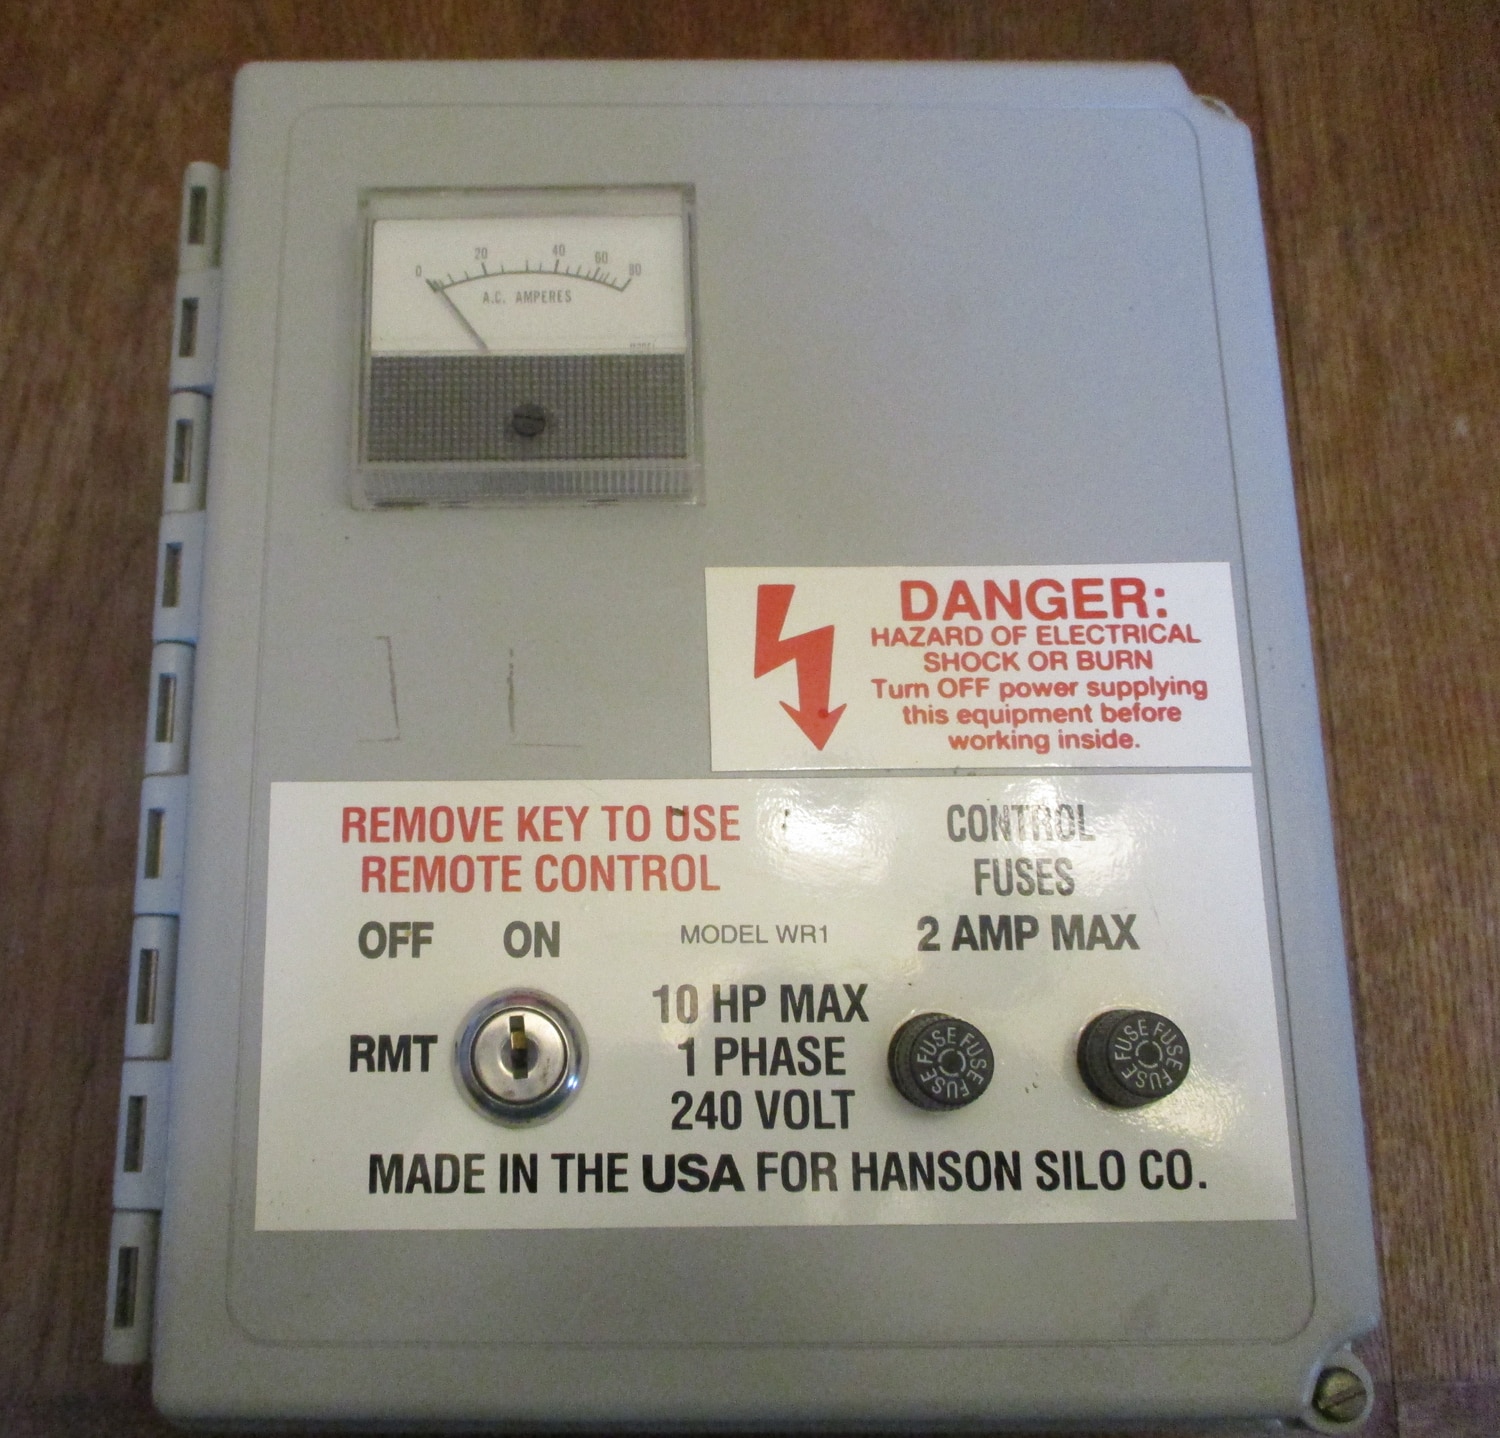 0 20 40 60 80
A.C. AMPERES
MODEL
DANGER:
HAZARD OF ELECTRICAL
SHOCK OR BURN
Turn OFF power supplying
this equipment before
working inside.
REMOVE KEY TO USE
REMOTE CONTROL
OFF ON
RMT
MODEL WR1
10 HP MAX
1 PHASE
240 VOLT
CONTROL
FUSES
2 AMP MAX
FUSE FUSE FUSE
FUSE FUSE FUSE
MADE IN THE USA FOR HANSON SILO CO.